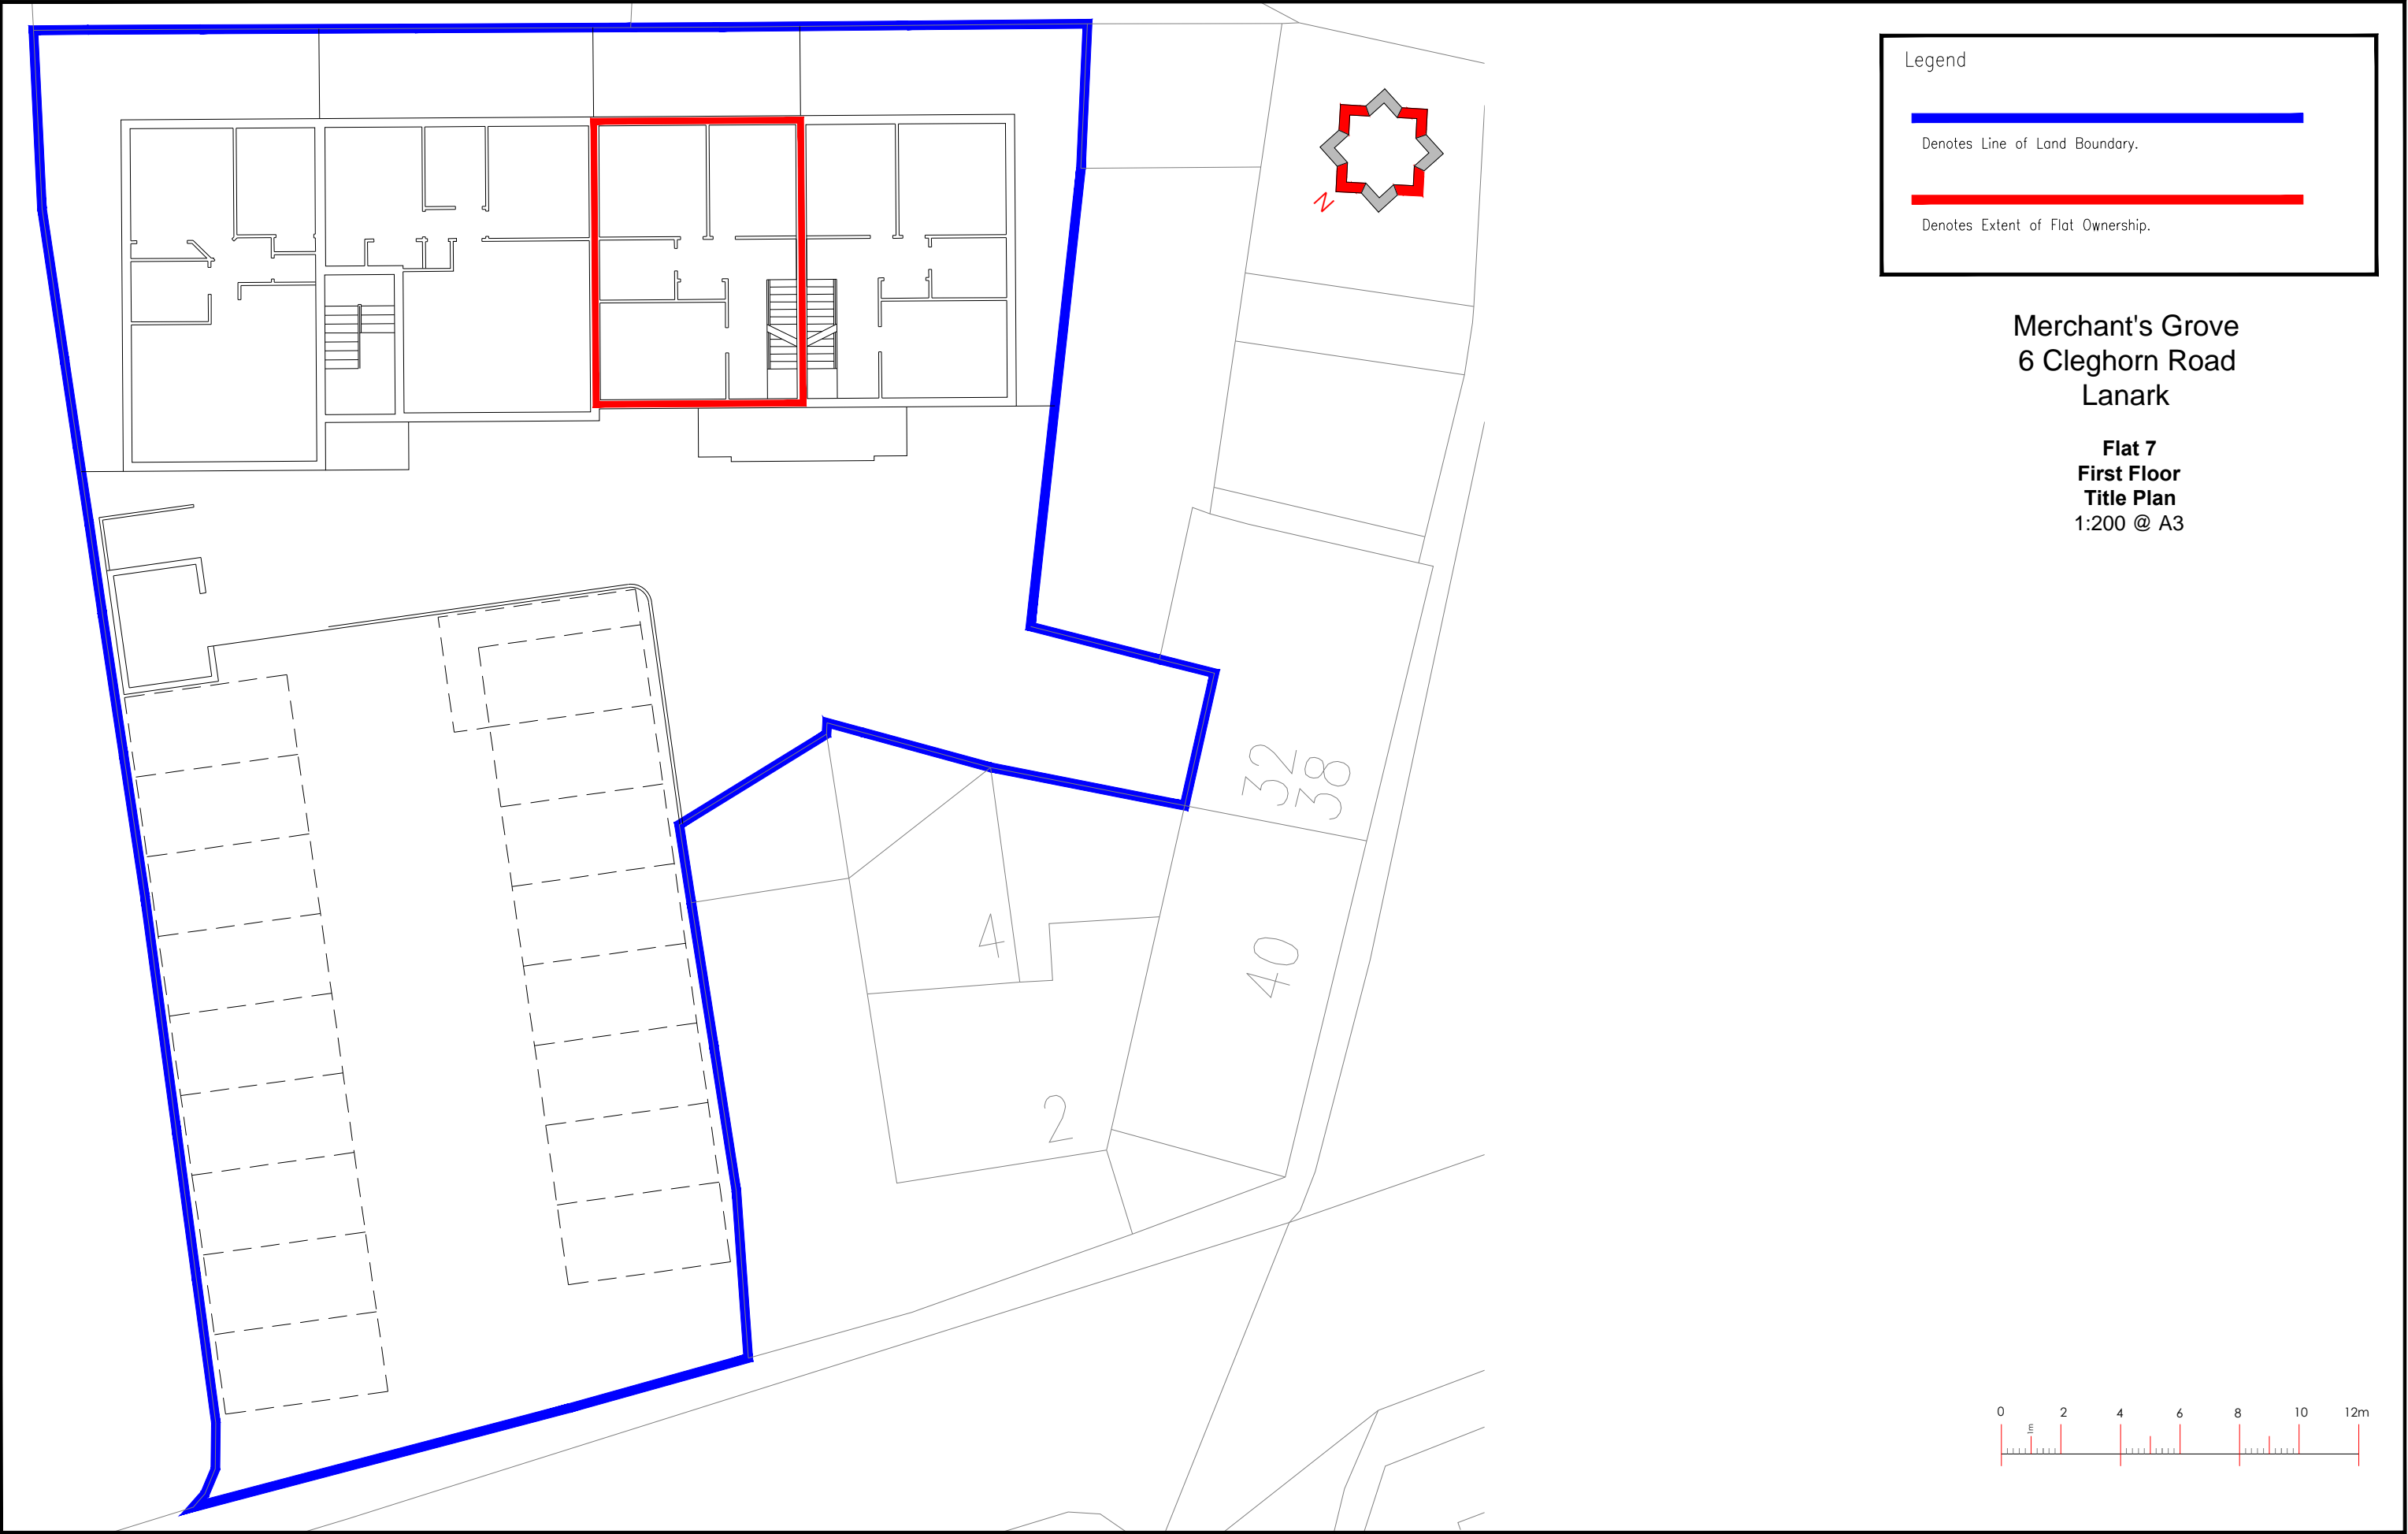 Legend
Denotes Line of Land Boundary.
Denotes Extent of Flat Ownership.
N
Merchant's Grove
6 Cleghorn Road
Lanark
Flat 7
First Floor
Title Plan
1:200 @ A3
32
38
4
40
2
0 2 4 6 8 10 12m
1m